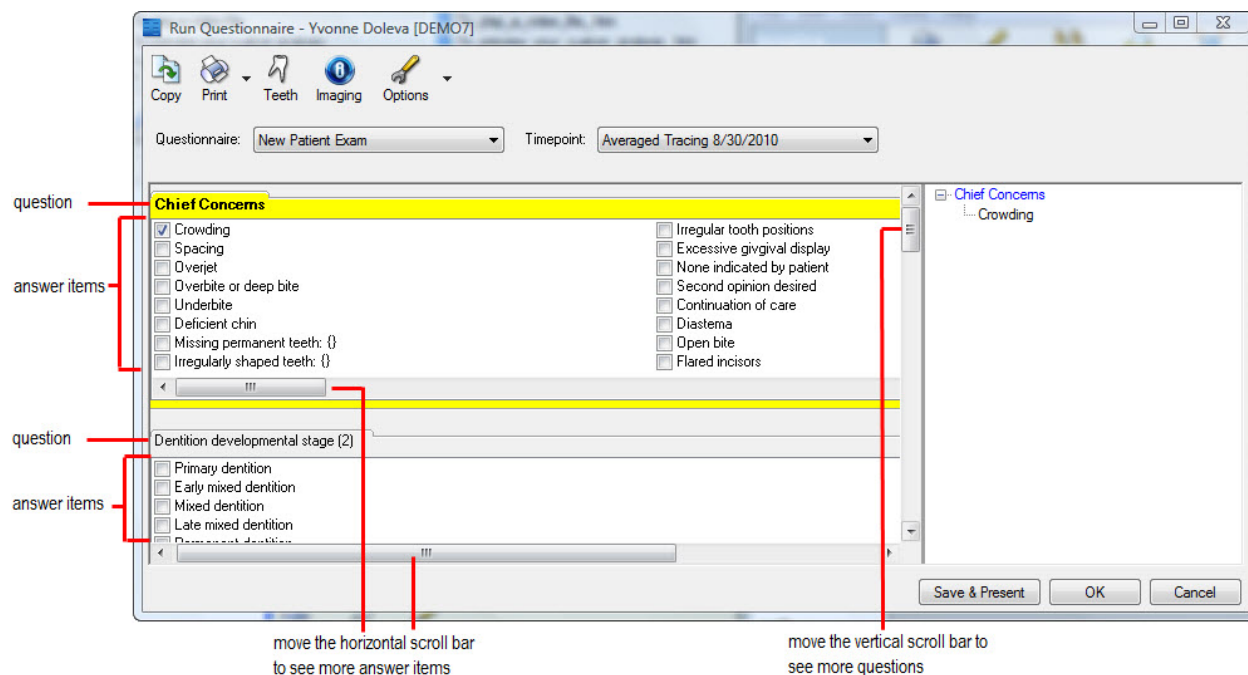 Run Questionnaire - Yvonne Doleva [DEMO7]
Copy Print Teeth Imaging Options
Questionnaire: New Patient Exam Timepoint: Averaged Tracing 8/30/2010
question
Chief Concerns
answer items
Crowding
Spacing
Overjet
Overbite or deep bite
Underbite
Deficient chin
Missing permanent teeth: {}
Irregularly shaped teeth: {}
Irregular tooth positions
Excessive givgival display
None indicated by patient
Second opinion desired
Continuation of care
Diastema
Open bite
Flared incisors
Chief Concerns
Crowding
question
Dentition developmental stage (2)
answer items
Primary dentition
Early mixed dentition
Mixed dentition
Late mixed dentition
Permanent dentition
Save & Present OK Cancel
move the horizontal scroll bar
to see more answer items
move the vertical scroll bar to
see more questions